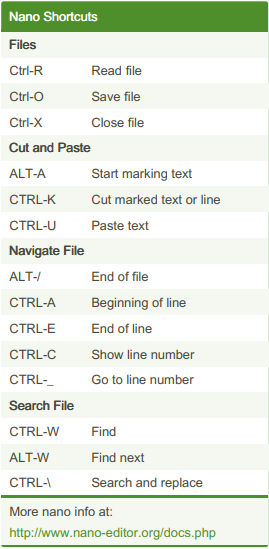 Nano Shortcuts
Files
Ctrl-R Read file
Ctrl-O Save file
Ctrl-X Close file
Cut and Paste
ALT-A Start marking text
CTRL-K Cut marked text or line
CTRL-U Paste text
Navigate File
ALT-/ End of file
CTRL-A Beginning of line
CTRL-E End of line
CTRL-C Show line number
CTRL-_ Go to line number
Search File
CTRL-W Find
ALT-W Find next
CTRL-\ Search and replace
More nano info at:
http://www.nano-editor.org/docs.php